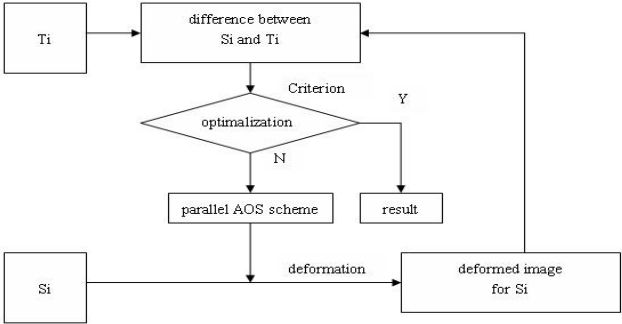 Ti
difference between
Si and Ti
Criterion
Y
optimalization
N
parallel AOS scheme
result
Si
deformation
deformed image
for Si